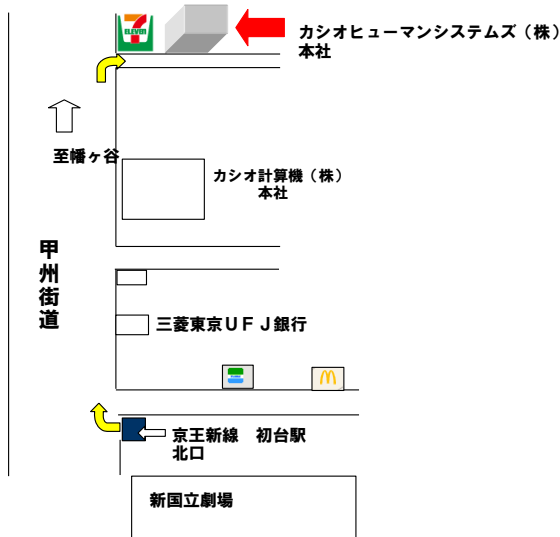 7
ELEVEN
カシオヒューマンシステムズ（株）
本社
至幡ヶ谷
カシオ計算機（株）
本社
甲州街道
三菱東京ＵＦＪ銀行
M
京王新線　初台駅
北口
新国立劇場